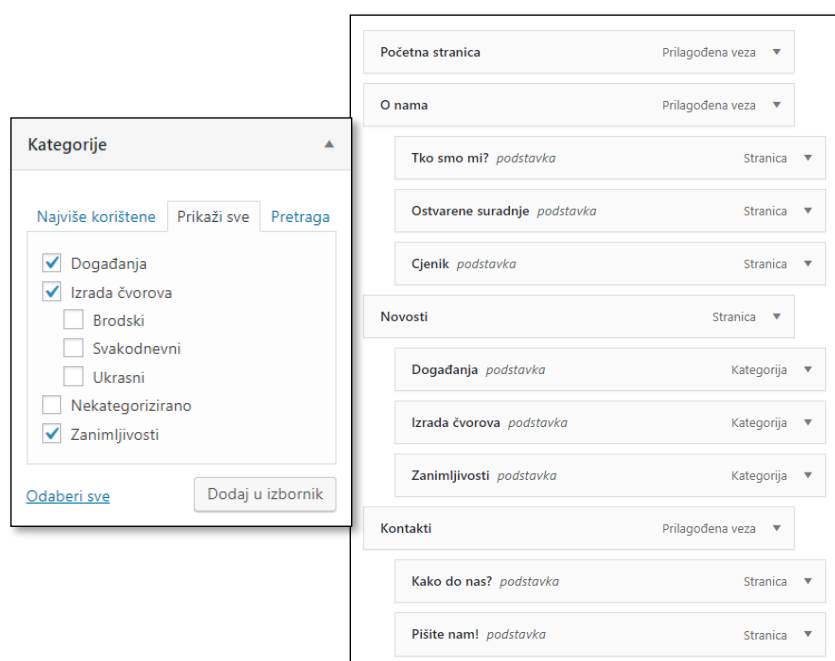 Kategorije
Najviše korištene Prikaži sve Pretraga
Događanja
Izrada čvorova
Brodski
Svakodnevni
Ukrasni
Nekategorizirano
Zanimljivosti
Odaberi sve Dodaj u izbornik
Početna stranica Prilagođena veza
O nama Prilagođena veza
Tko smo mi? podstavka Stranica
Ostvarene suradnje podstavka Stranica
Cjenik podstavka Stranica
Novosti Stranica
Događanja podstavka Kategorija
Izrada čvorova podstavka Kategorija
Zanimljivosti podstavka Kategorija
Kontakti Prilagođena veza
Kako do nas? podstavka Stranica
Pišite nam! podstavka Stranica